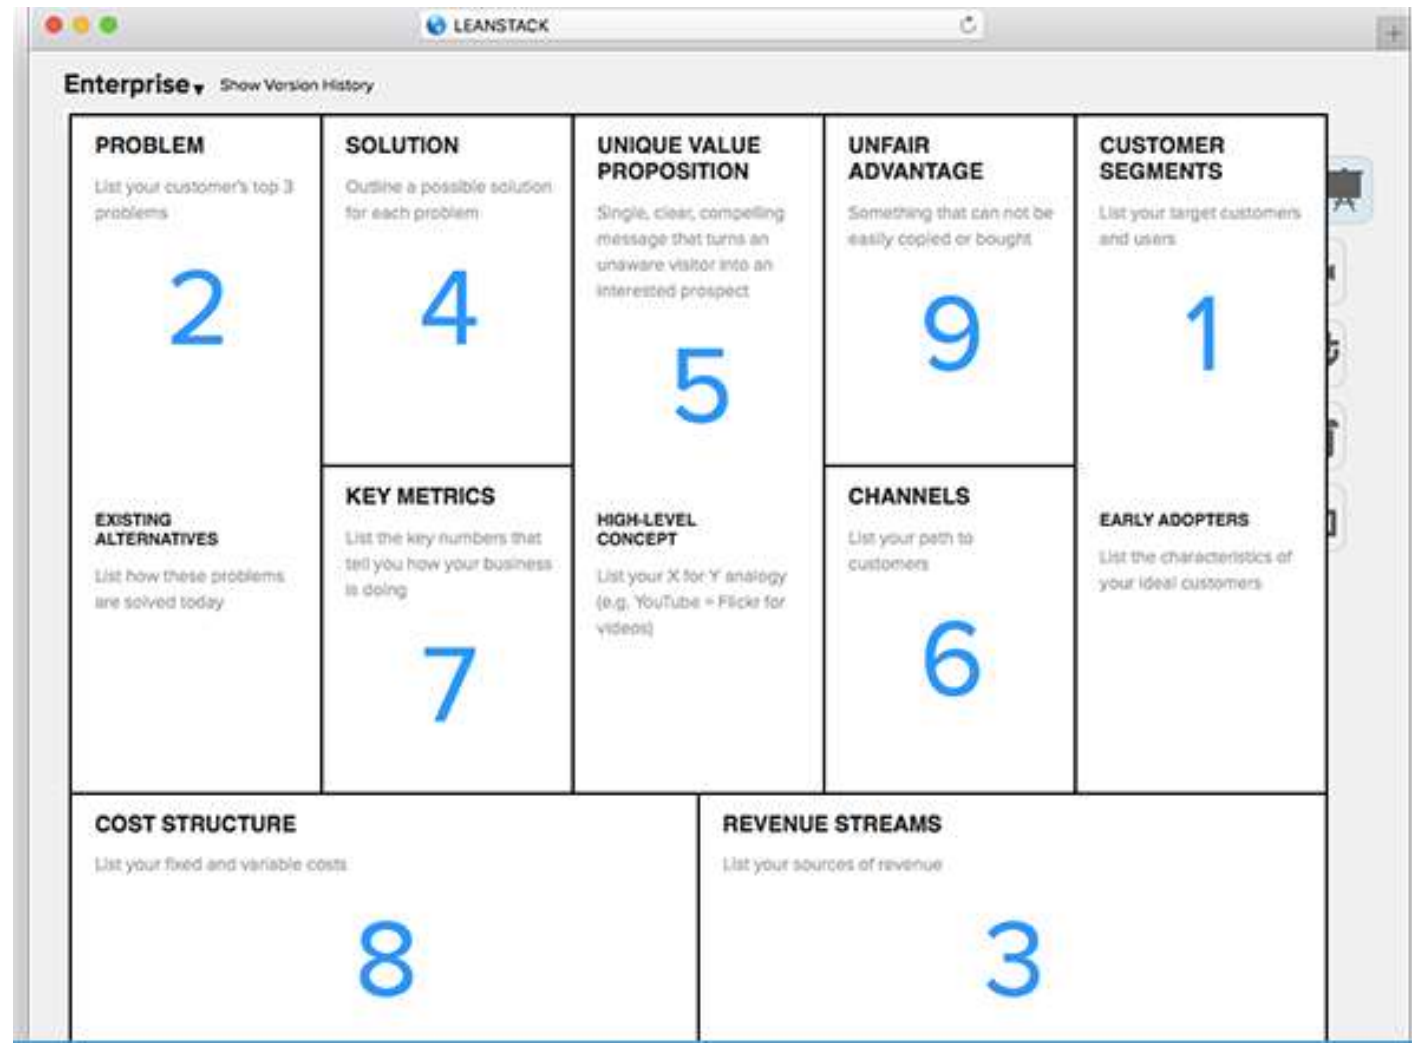 LEANSTACK
Enterprise Show Version History
PROBLEM
List your customer's top 3
problems
2
EXISTING
ALTERNATIVES
List how these problems
are solved today
SOLUTION
Outline a possible solution
for each problem
4
KEY METRICS
List the key numbers that
tell you how your business
is doing
7
UNIQUE VALUE
PROPOSITION
Single, clear, compelling
message that turns an
unaware visitor into an
interested prospect
5
HIGH-LEVEL
CONCEPT
List your X for Y analogy
(e.g. YouTube = Flickr for
videos)
UNFAIR
ADVANTAGE
Something that can not be
easily copied or bought
9
CHANNELS
List your path to
customers
6
CUSTOMER
SEGMENTS
List your target customers
and users
1
EARLY ADOPTERS
List the characteristics of
your ideal customers
COST STRUCTURE
List your fixed and variable costs
8
REVENUE STREAMS
List your sources of revenue
3